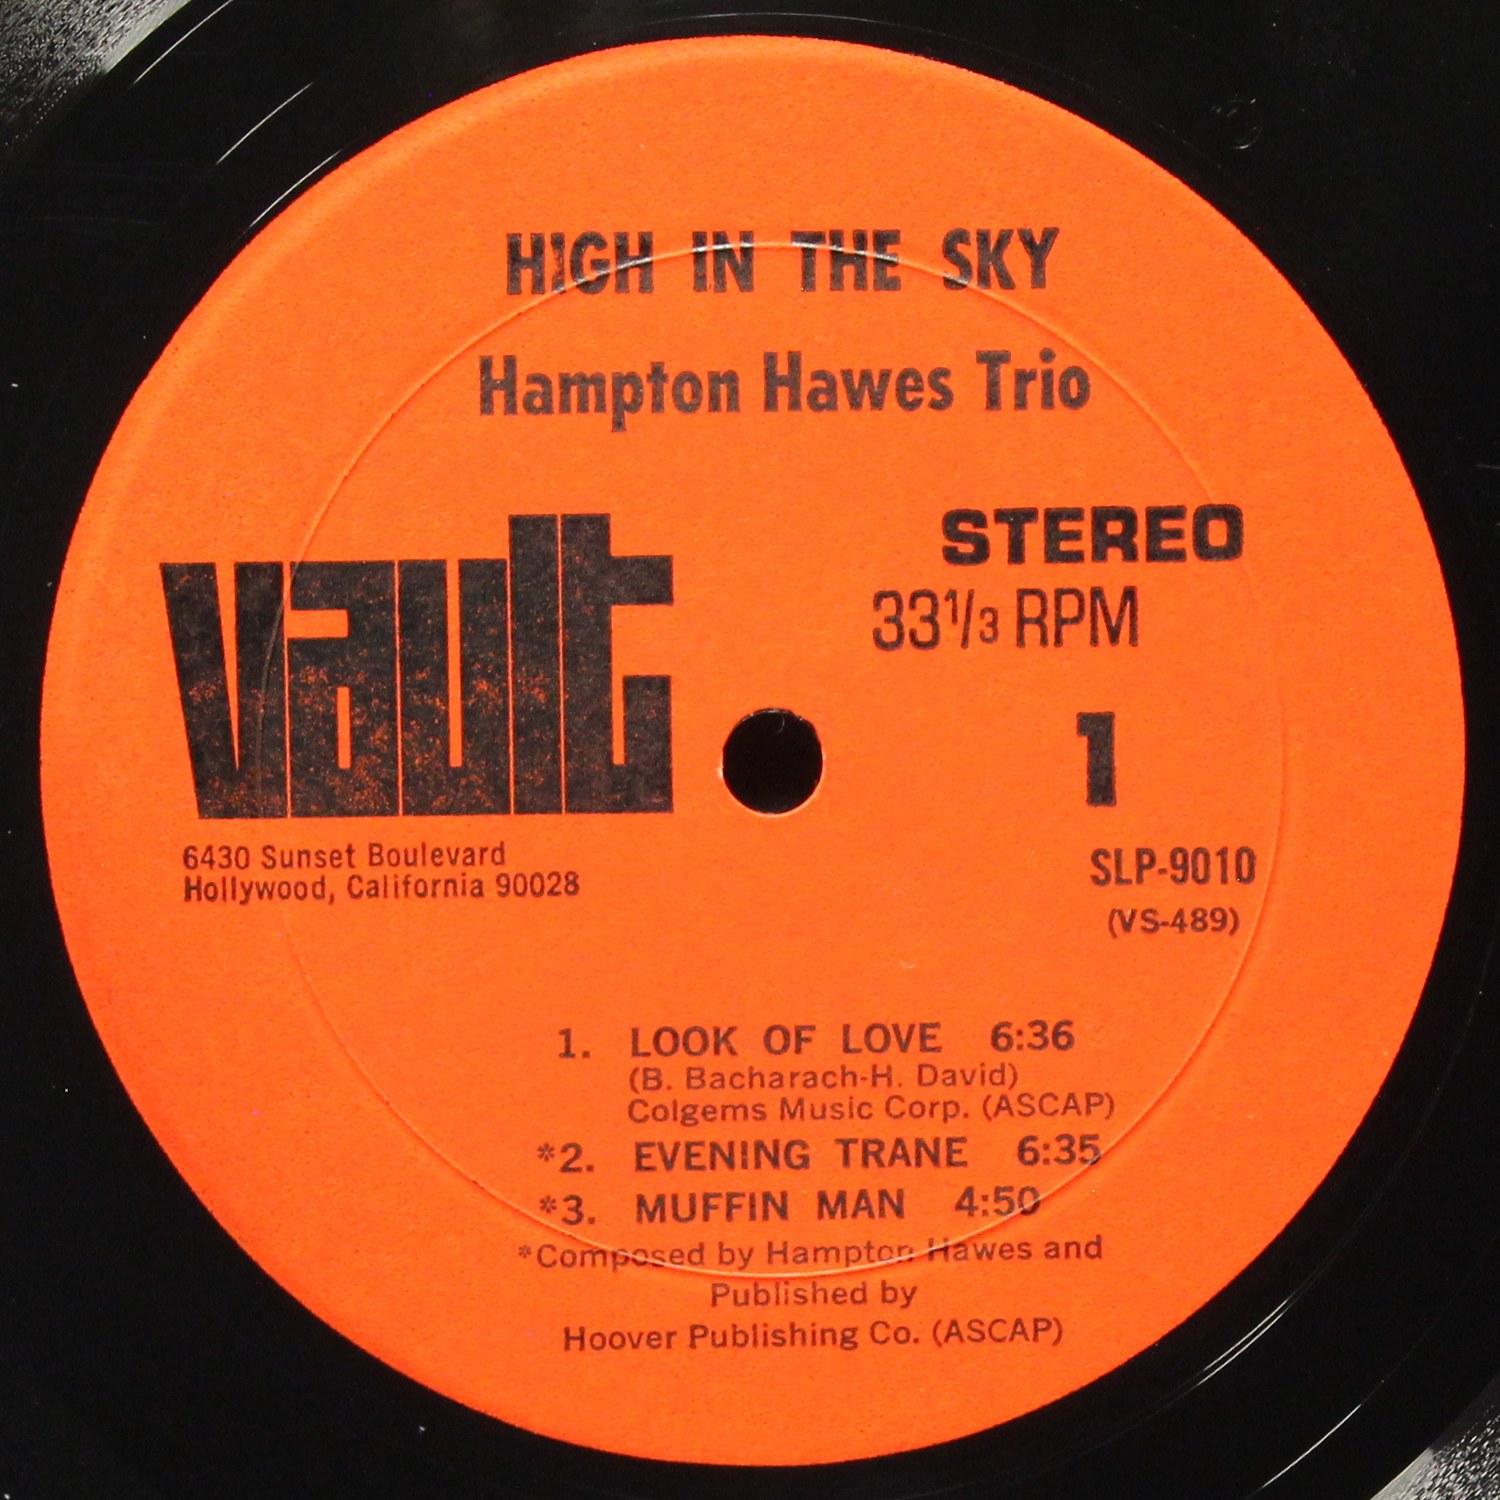 HIGH IN THE SKY
Hampton Hawes Trio
vault
STEREO
33 1/3 RPM
1
6430 Sunset Boulevard
Hollywood, California 90028
SLP-9010
(VS-489)
1. LOOK OF LOVE 6:36
(B. Bacharach-H. David)
Colgems Music Corp. (ASCAP)
*2. EVENING TRANE 6:35
*3. MUFFIN MAN 4:50
*Composed by Hampton Hawes and
Published by
Hoover Publishing Co. (ASCAP)